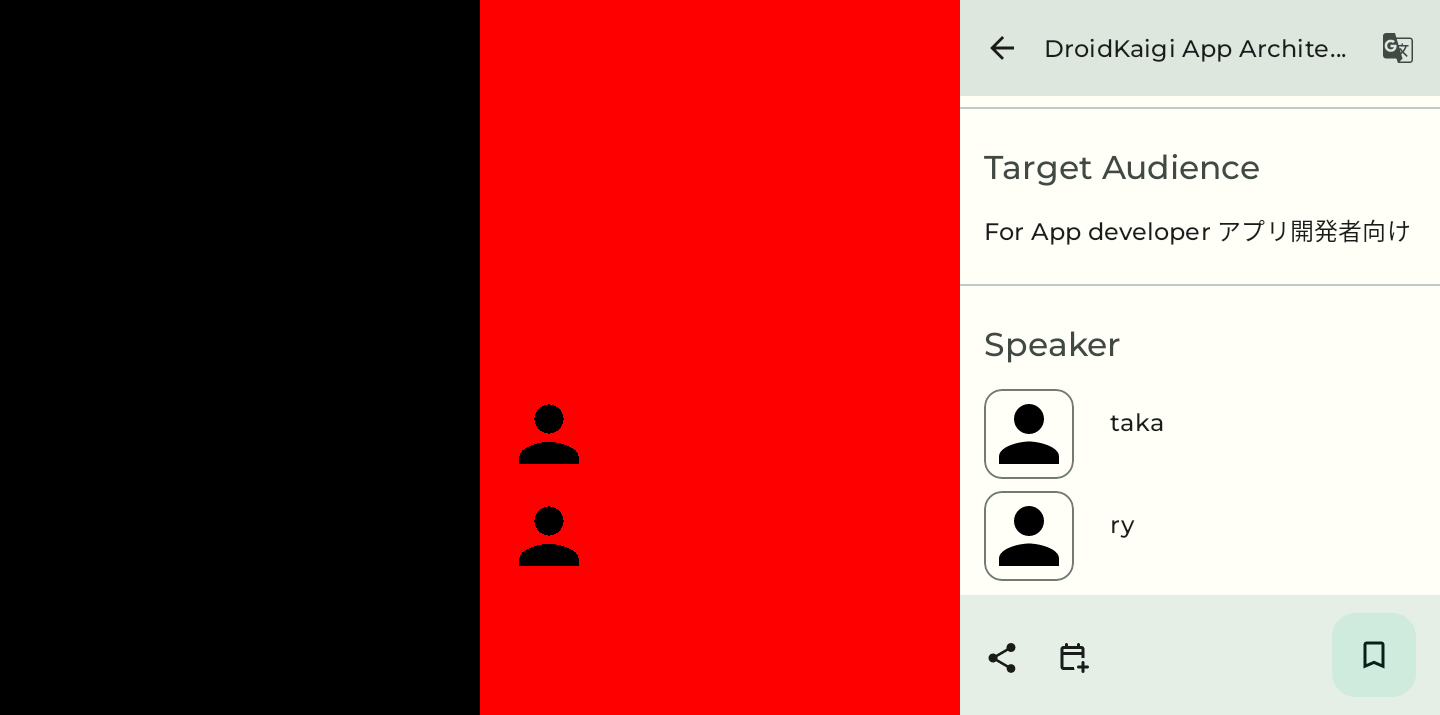 DroidKaigi App Archite...
Target Audience
For App developer アプリ開発者向け
Speaker
taka
ry